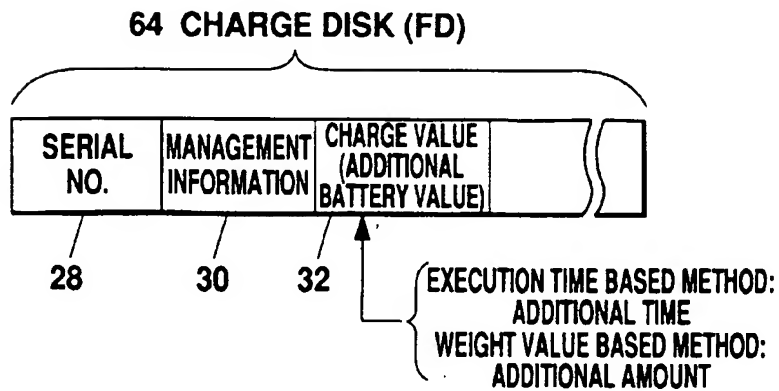 64 CHARGE DISK (FD)
SERIAL
NO.
MANAGEMENT
INFORMATION
CHARGE VALUE
(ADDITIONAL
BATTERY VALUE)
28
30
32
EXECUTION TIME BASED METHOD:
ADDITIONAL TIME
WEIGHT VALUE BASED METHOD:
ADDITIONAL AMOUNT